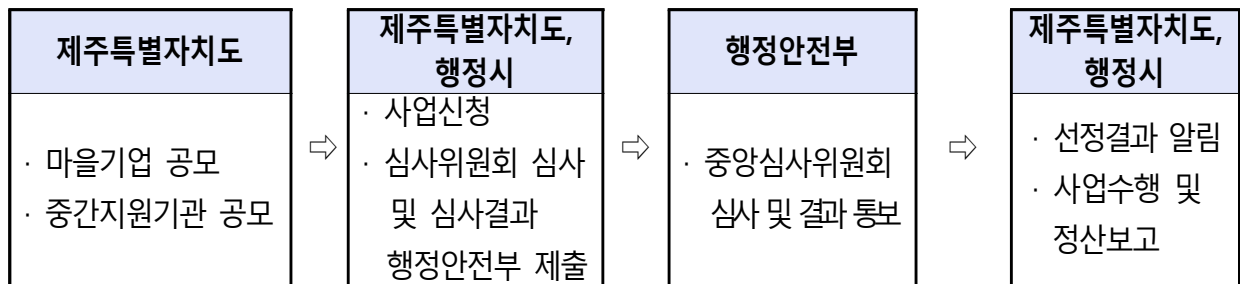 제주특별자치도
· 마을기업 공모
· 중간지원기관 공모
⇨
제주특별자치도,
행정시
· 사업신청
· 심사위원회 심사
및 심사결과
행정안전부 제출
⇨
행정안전부
· 중앙심사위원회
심사 및 결과 통보
⇨
제주특별자치도,
행정시
· 선정결과 알림
· 사업수행 및
정산보고